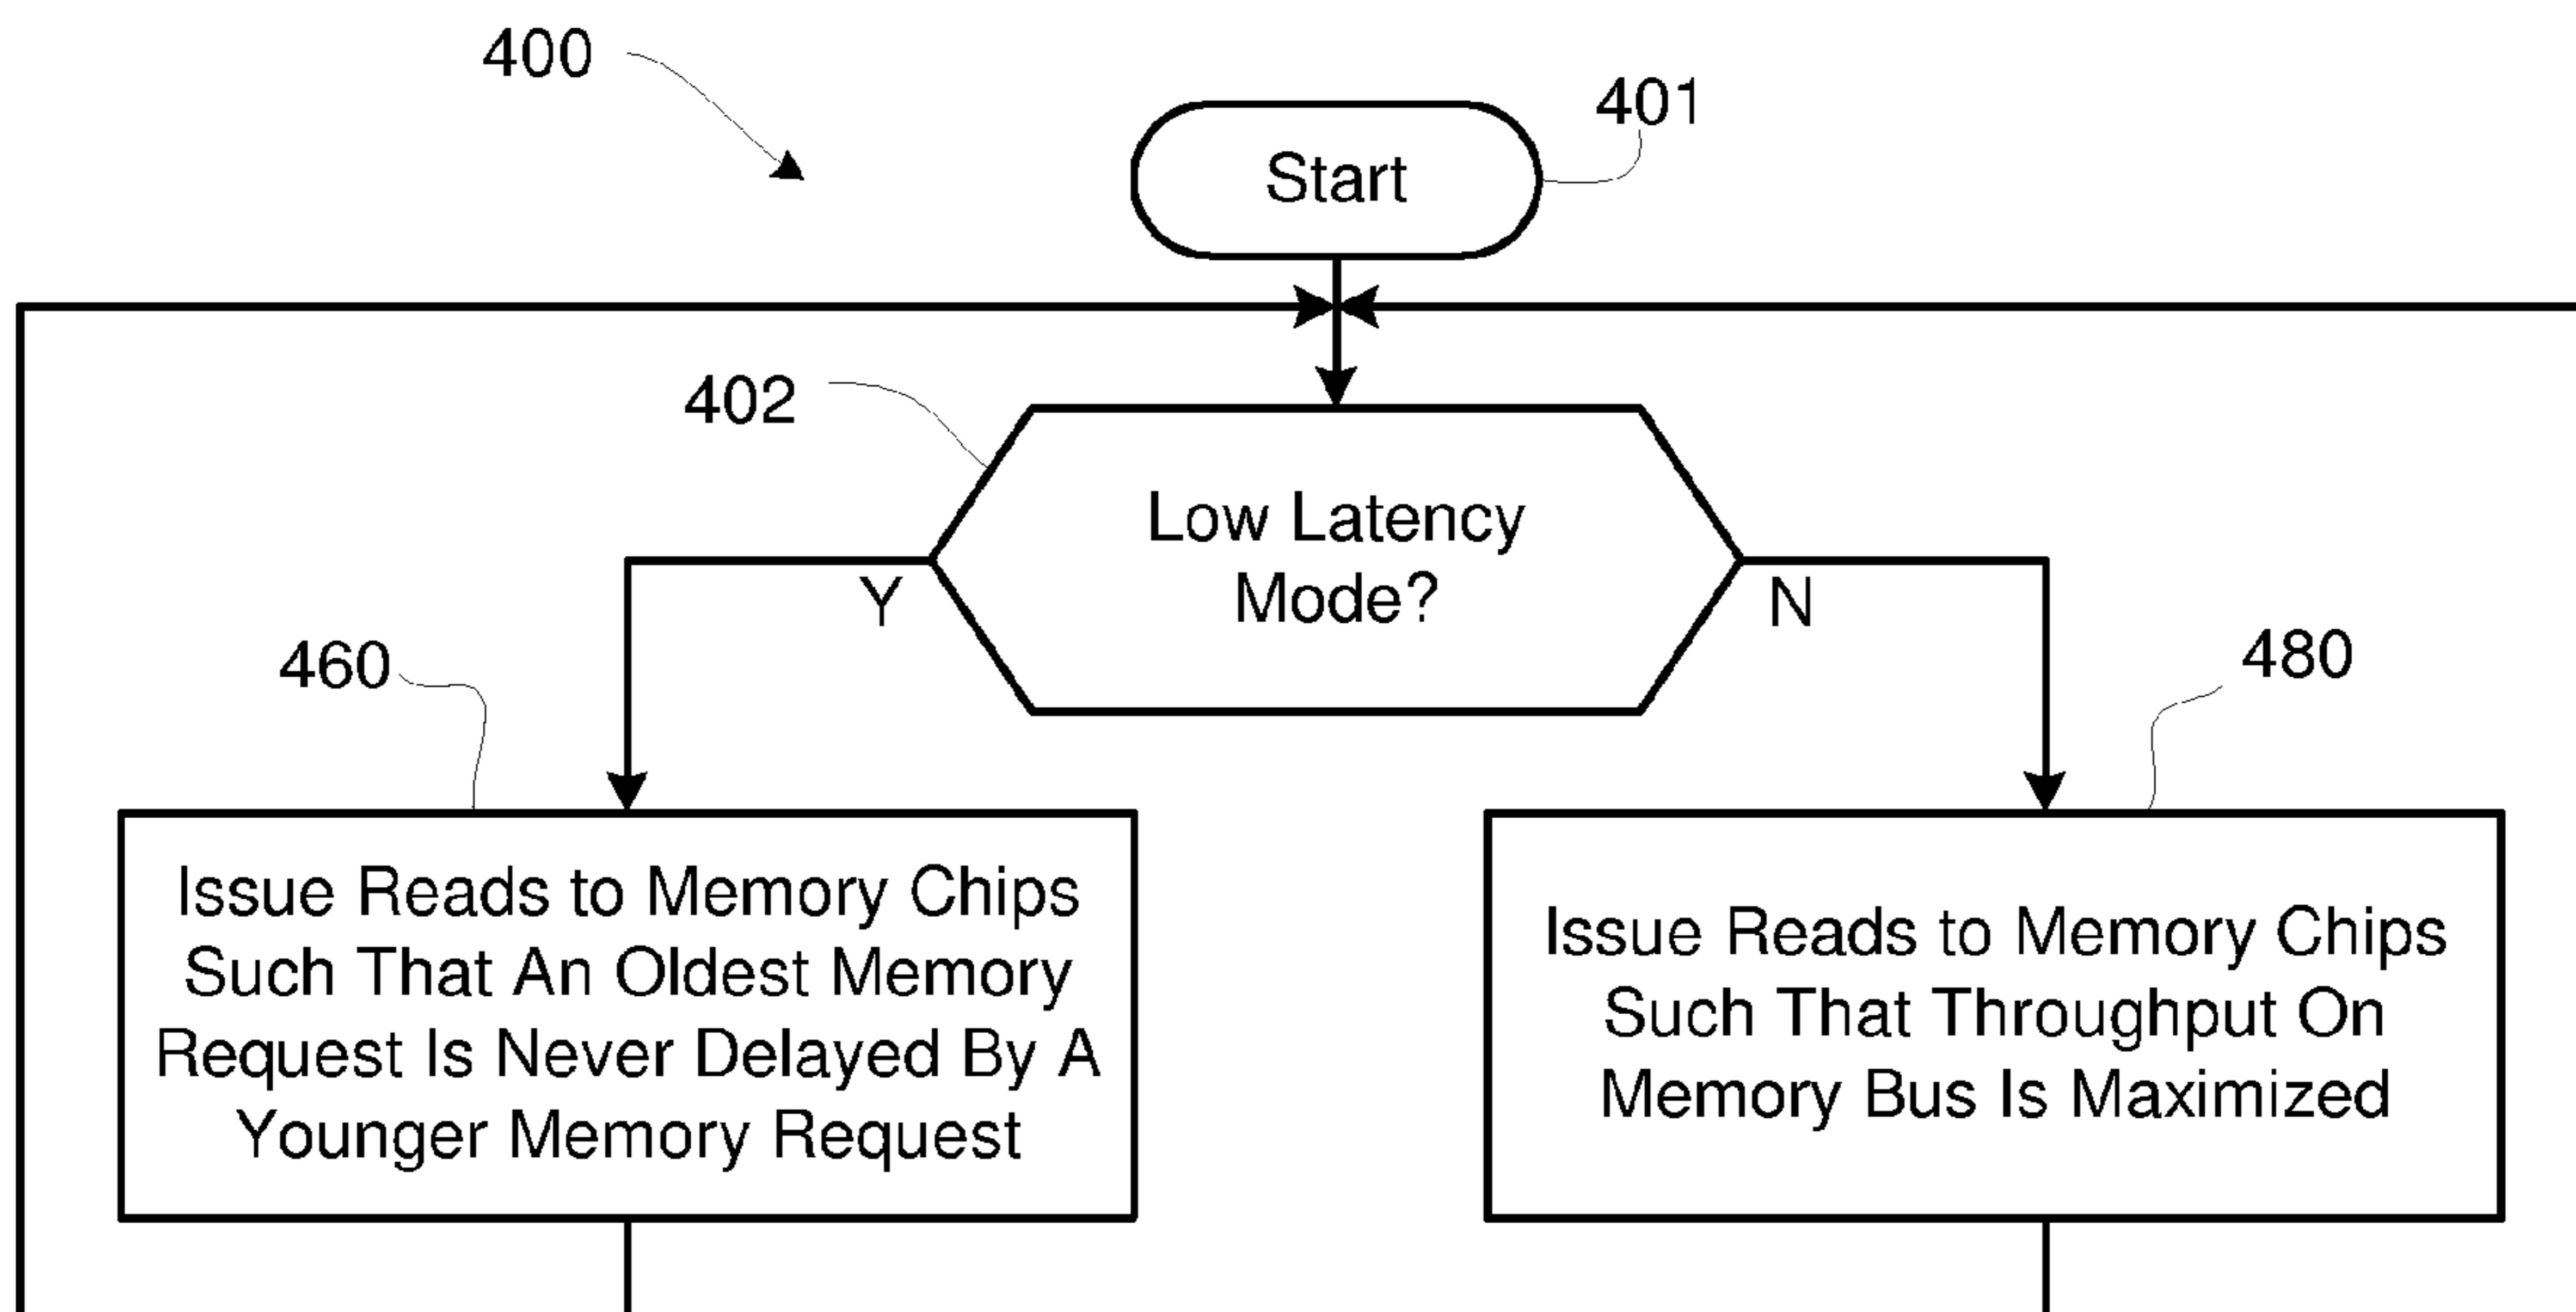 400
401
Start
402
Low Latency
Mode?
Y
N
460
480
Issue Reads to Memory Chips
Such That An Oldest Memory
Request Is Never Delayed By A
Younger Memory Request
Issue Reads to Memory Chips
Such That Throughput On
Memory Bus Is Maximized